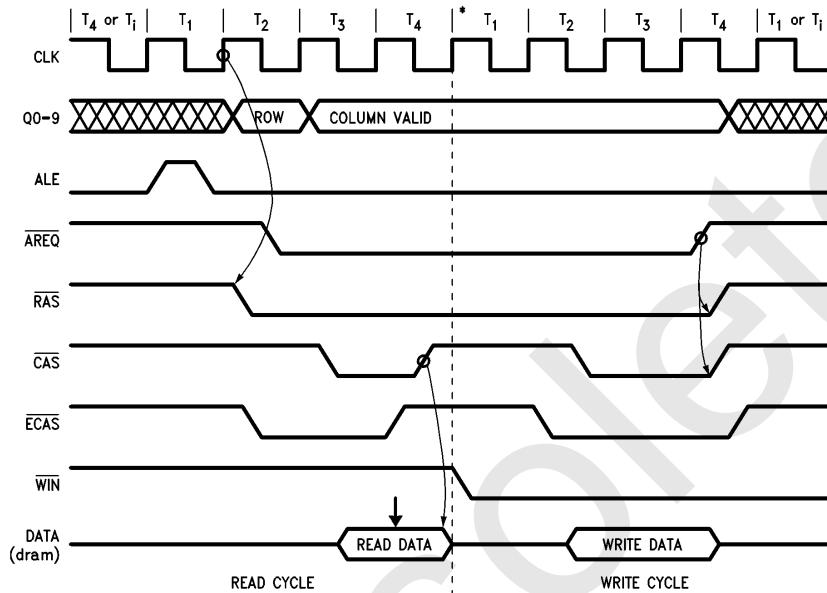 T4 or Ti T1 T2 T3 T4 * T1 T2 T3 T4 T1 or Ti
CLK
Q0-9 ROW COLUMN VALID
ALE
AREQ
RAS
CAS
ECAS
WIN
DATA
(dram) READ DATA WRITE DATA
READ CYCLE WRITE CYCLE